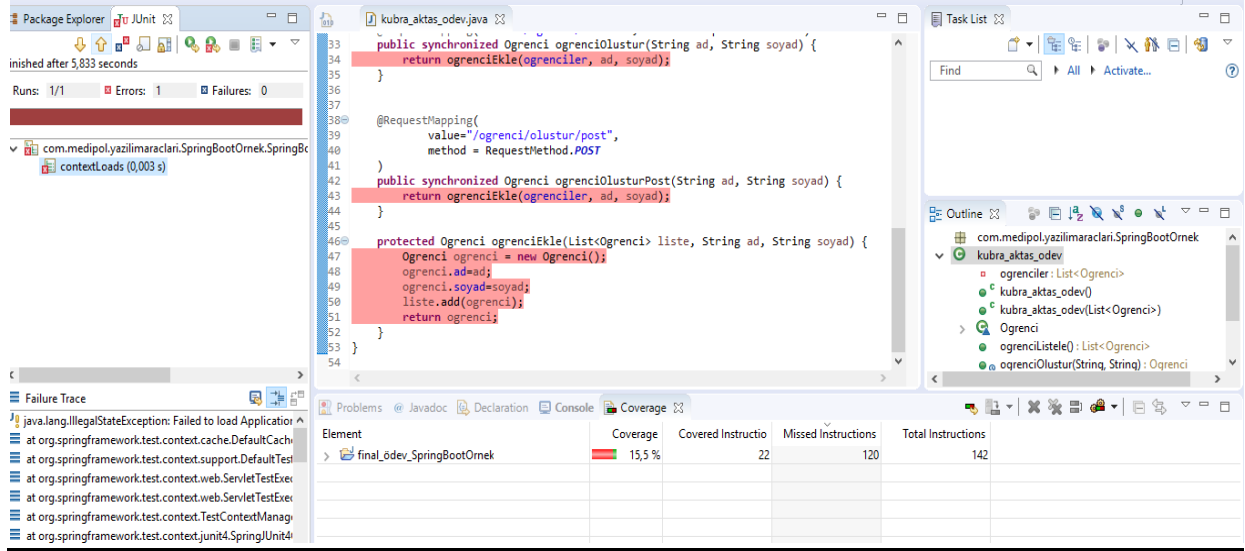 Package Explorer
JUnit
inished after 5,833 seconds
Runs: 1/1
Errors: 1
Failures: 0
com.medipol.yazilimaraclari.SpringBootOrnek.SpringBc
contextLoads (0,003 s)
Failure Trace
java.lang.IllegalStateException: Failed to load Application
at org.springframework.test.context.cache.DefaultCach
at org.springframework.test.context.support.DefaultTest
at org.springframework.test.context.web.ServletTestExec
at org.springframework.test.context.web.ServletTestExec
at org.springframework.test.context.TestContextManag
at org.springframework.test.context.junit4.SpringJUnit4
kubra_aktas_odev.java
33 public synchronized Ogrenci ogrenciOlustur(String ad, String soyad) {
34 return ogrenciEkle(ogrenciler, ad, soyad);
35 }
36
37
38 @RequestMapping(
39 value="/ogrenci/olustur/post",
40 method = RequestMethod.POST
41 )
42 public synchronized Ogrenci ogrenciOlusturPost(String ad, String soyad) {
43 return ogrenciEkle(ogrenciler, ad, soyad);
44 }
45
46 protected Ogrenci ogrenciEkle(List<Ogrenci> liste, String ad, String soyad) {
47 Ogrenci ogrenci = new Ogrenci();
48 ogrenci.ad=ad;
49 ogrenci.soyad=soyad;
50 liste.add(ogrenci);
51 return ogrenci;
52 }
53 }
54
Task List
Find
All
Activate...
Outline
com.medipol.yazilimaraclari.SpringBootOrnek
kubra_aktas_odev
ogrenciler : List<Ogrenci>
kubra_aktas_odev()
kubra_aktas_odev(List<Ogrenci>)
Ogrenci
ogrenciListele() : List<Ogrenci>
ogrenciOlustur(String, String) : Ogrenci
Problems
Javadoc
Declaration
Console
Coverage
Element Coverage Covered Instructio Missed Instructions Total Instructions
final_ödev_SpringBootOrnek 15,5 % 22 120 142